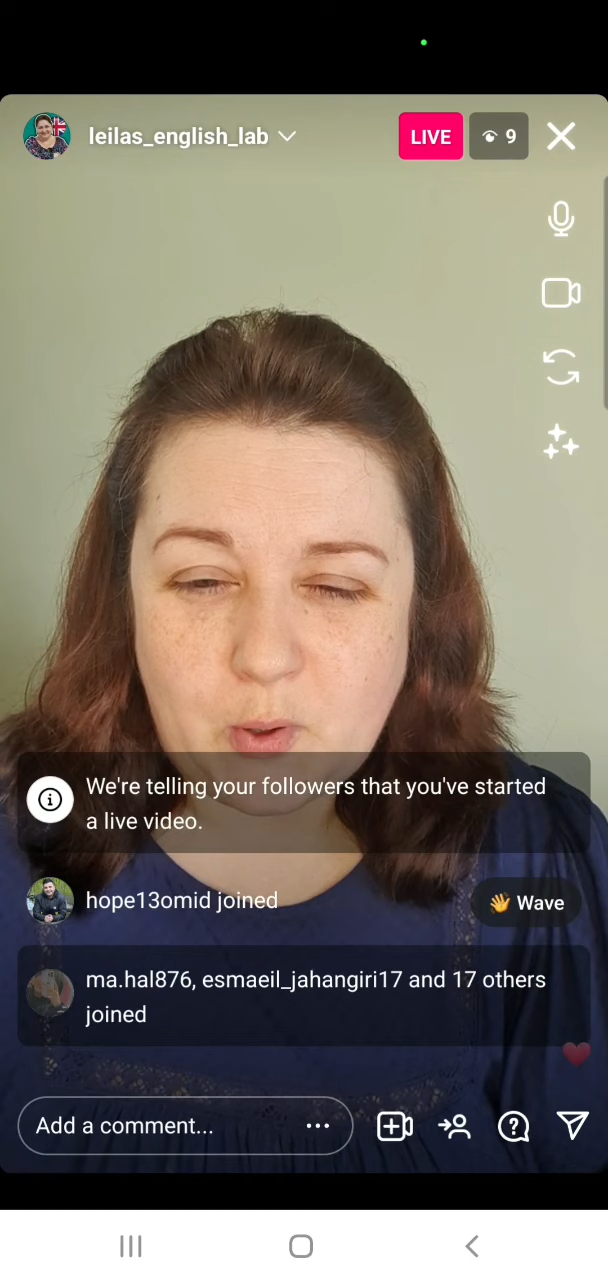 leilas_english_lab
LIVE
9
We're telling your followers that you've started
a live video.
hope13omid joined
Wave
ma.hal876, esmaeil_jahangiri17 and 17 others
joined
Add a comment...